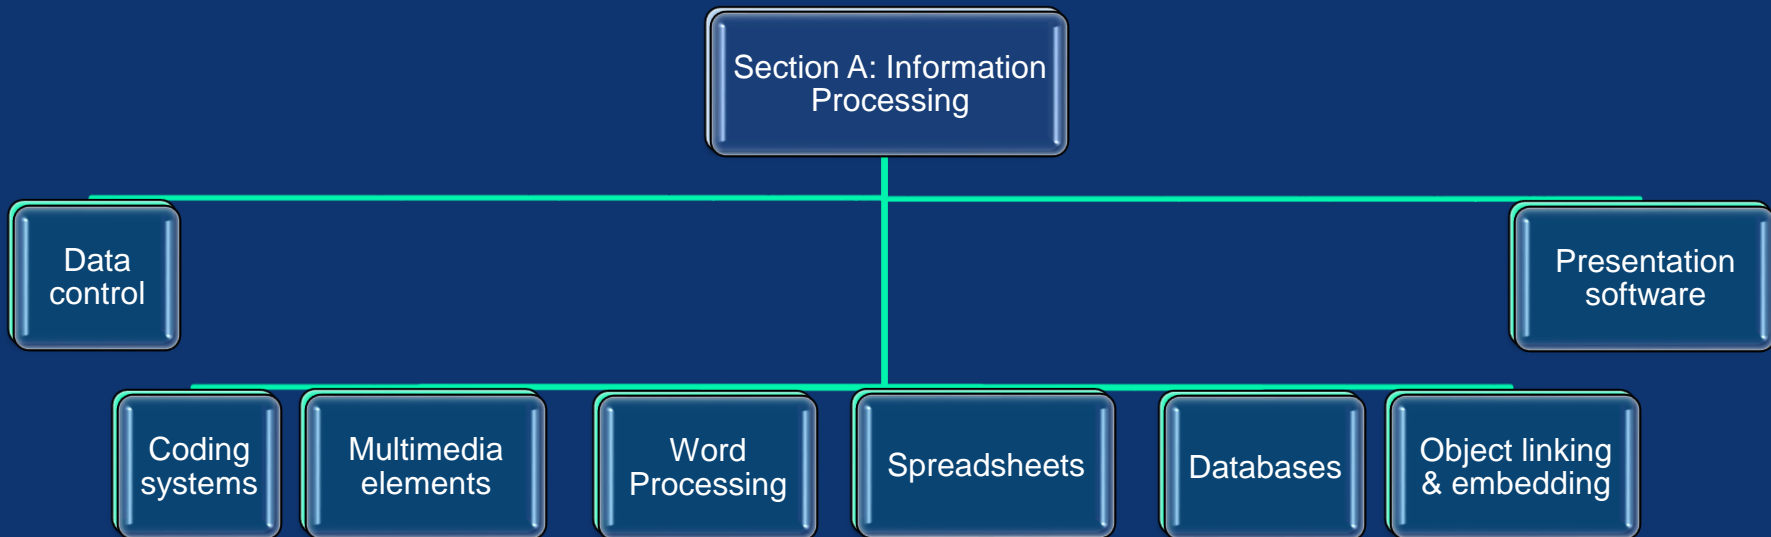 Section A: Information
Processing
Data
control
Presentation
software
Coding
systems
Multimedia
elements
Word
Processing
Spreadsheets
Databases
Object linking
& embedding